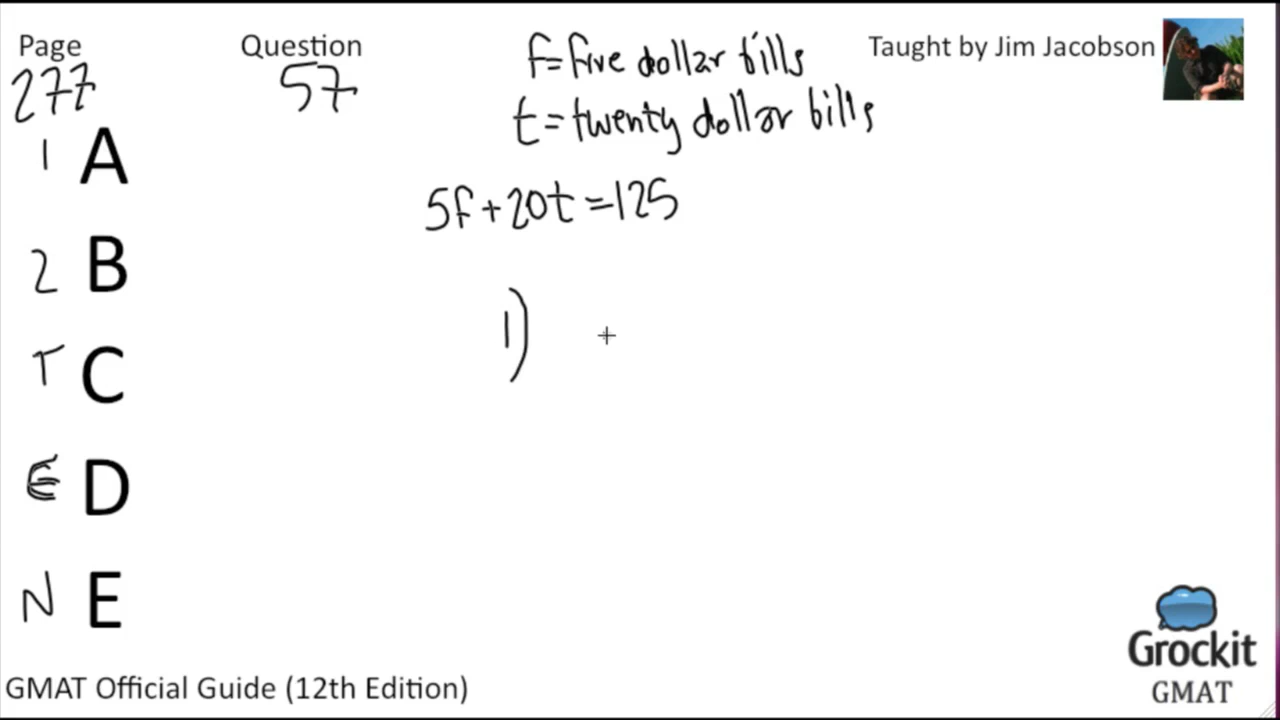 Page
Question
277
57
f=five dollar bills
t=twenty dollar bills
Taught by Jim Jacobson
5f+20t=125
1)
1 A
2 B
T C
E D
N E
Grockit
GMAT
GMAT Official Guide (12th Edition)